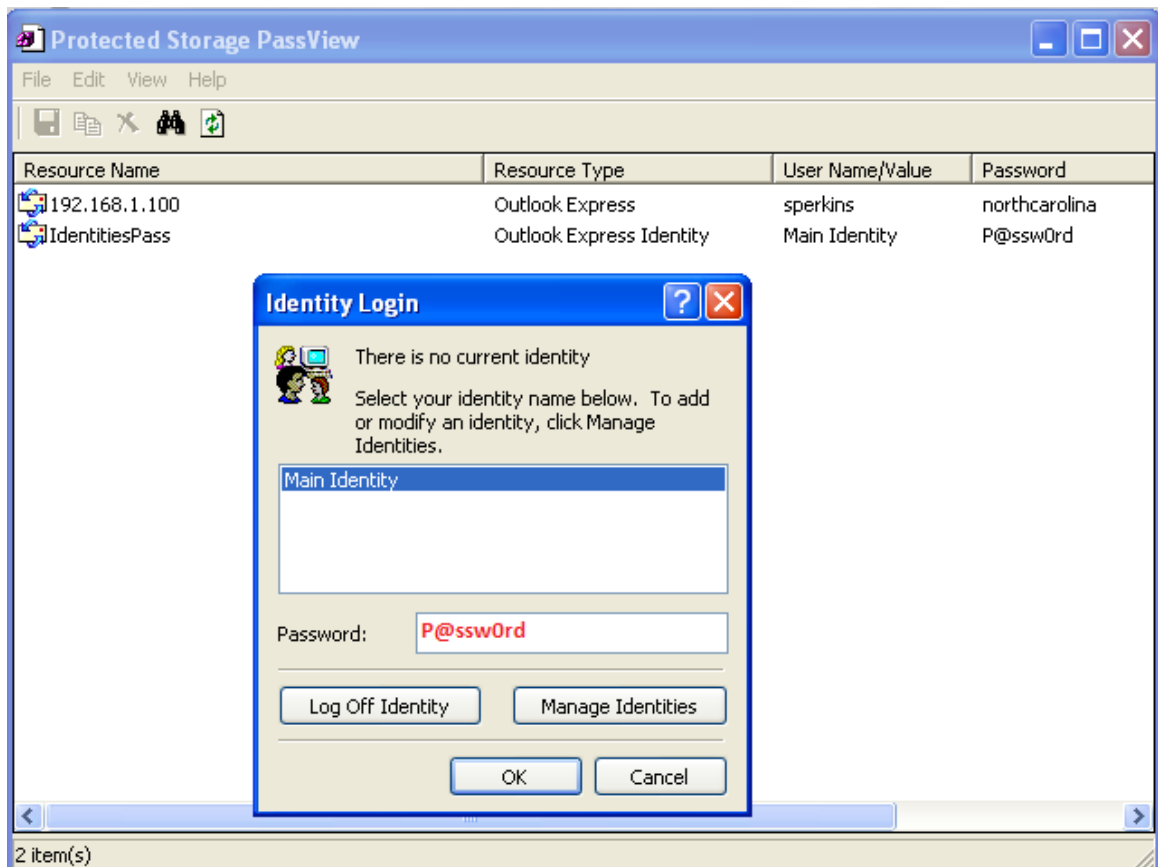 Protected Storage PassView
File Edit View Help
Resource Name Resource Type User Name/Value Password
192.168.1.100 Outlook Express sperkins northcarolina
IdentitiesPass Outlook Express Identity Main Identity P@ssw0rd
Identity Login
There is no current identity
Select your identity name below. To add
or modify an identity, click Manage
Identities.
Main Identity
Password: P@ssw0rd
Log Off Identity Manage Identities
OK Cancel
2 item(s)